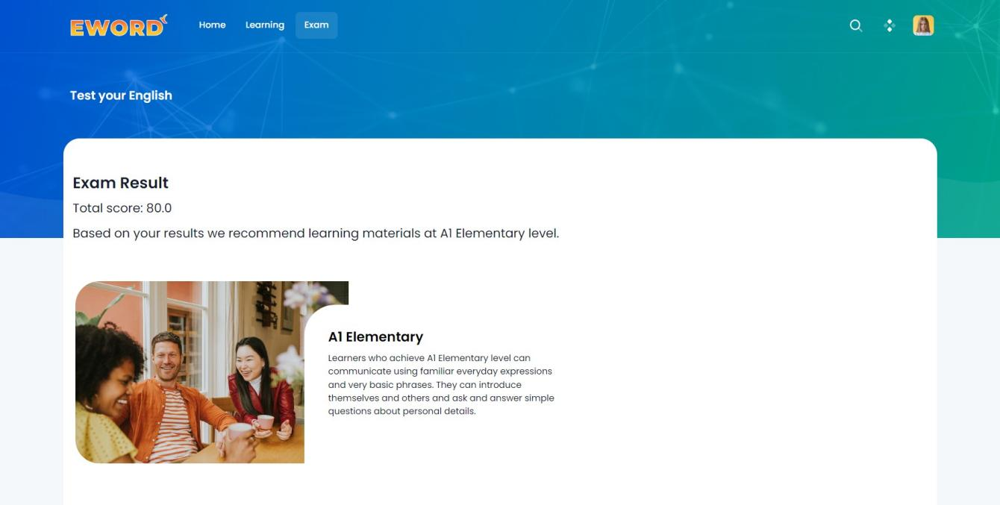 EWORD
Home
Learning
Exam
Test your English
Exam Result
Total score: 80.0
Based on your results we recommend learning materials at A1 Elementary level.
A1 Elementary
Learners who achieve A1 Elementary level can
communicate using familiar everyday expressions
and very basic phrases. They can introduce
themselves and others and ask and answer simple
questions about personal details.